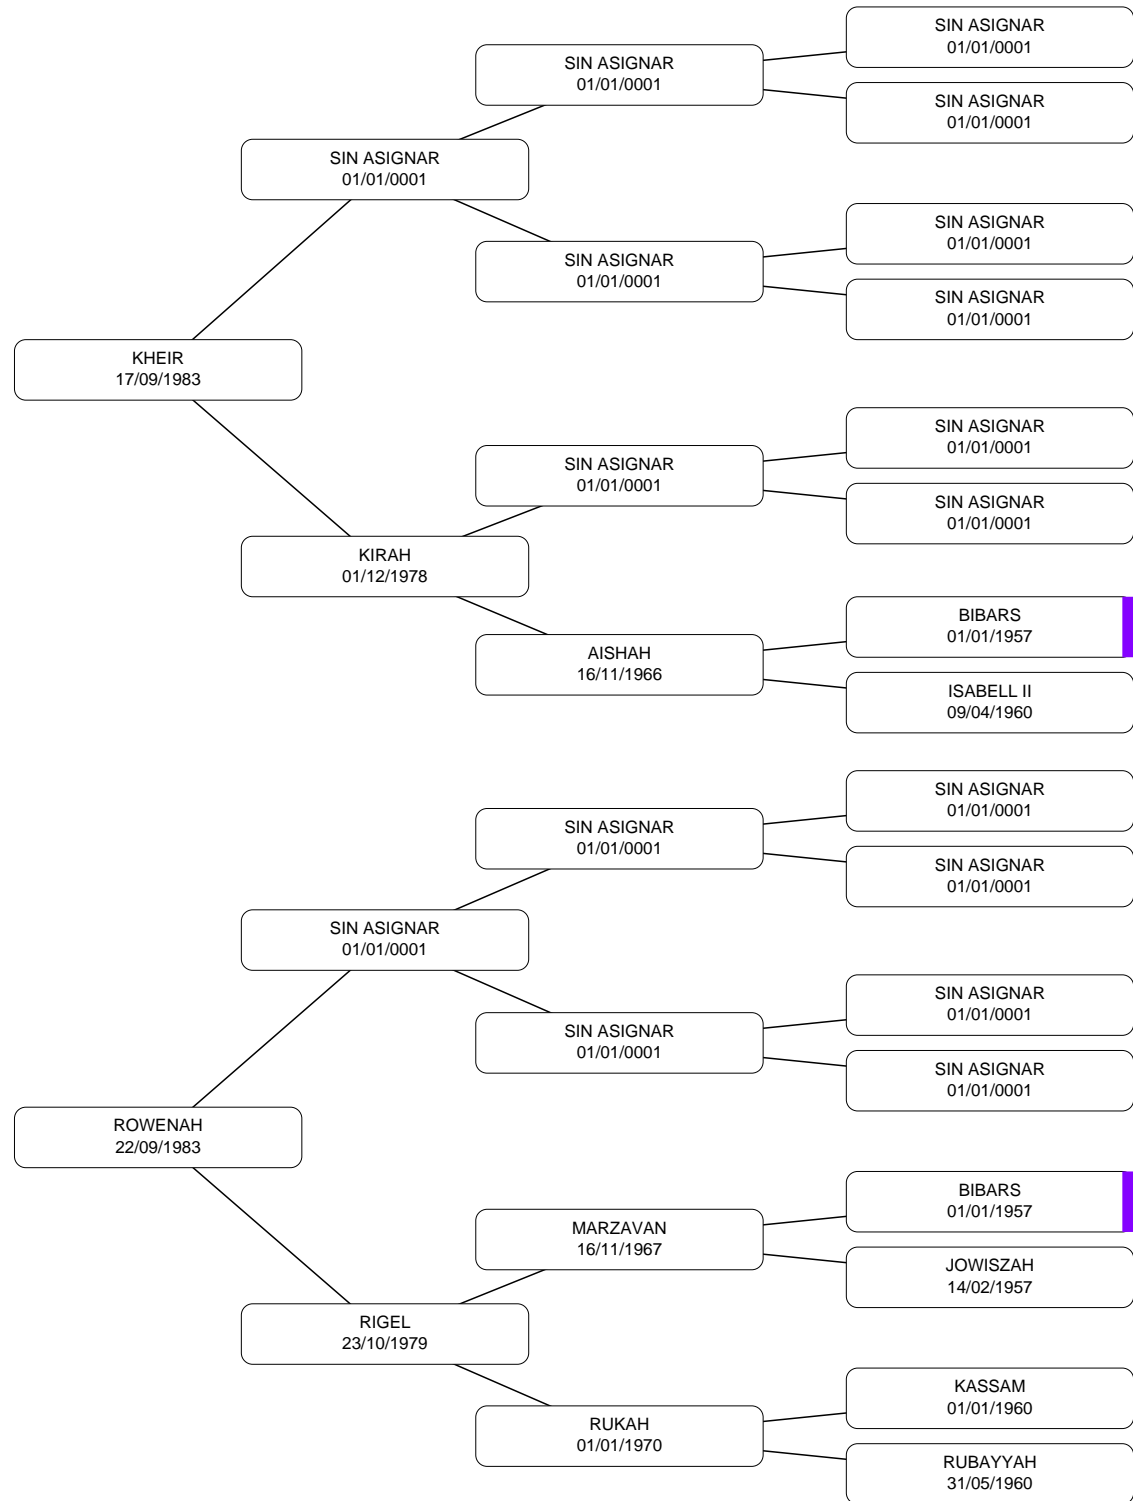 SIN ASIGNAR
01/01/0001
SIN ASIGNAR
01/01/0001
SIN ASIGNAR
01/01/0001
SIN ASIGNAR
01/01/0001
SIN ASIGNAR
01/01/0001
SIN ASIGNAR
01/01/0001
SIN ASIGNAR
01/01/0001
KHEIR
17/09/1983
SIN ASIGNAR
01/01/0001
SIN ASIGNAR
01/01/0001
SIN ASIGNAR
01/01/0001
KIRAH
01/12/1978
BIBARS
01/01/1957
AISHAH
16/11/1966
ISABELL II
09/04/1960
SIN ASIGNAR
01/01/0001
SIN ASIGNAR
01/01/0001
SIN ASIGNAR
01/01/0001
SIN ASIGNAR
01/01/0001
SIN ASIGNAR
01/01/0001
SIN ASIGNAR
01/01/0001
SIN ASIGNAR
01/01/0001
ROWENAH
22/09/1983
BIBARS
01/01/1957
MARZAVAN
16/11/1967
JOWISZAH
14/02/1957
RIGEL
23/10/1979
KASSAM
01/01/1960
RUKAH
01/01/1970
RUBAYYAH
31/05/1960